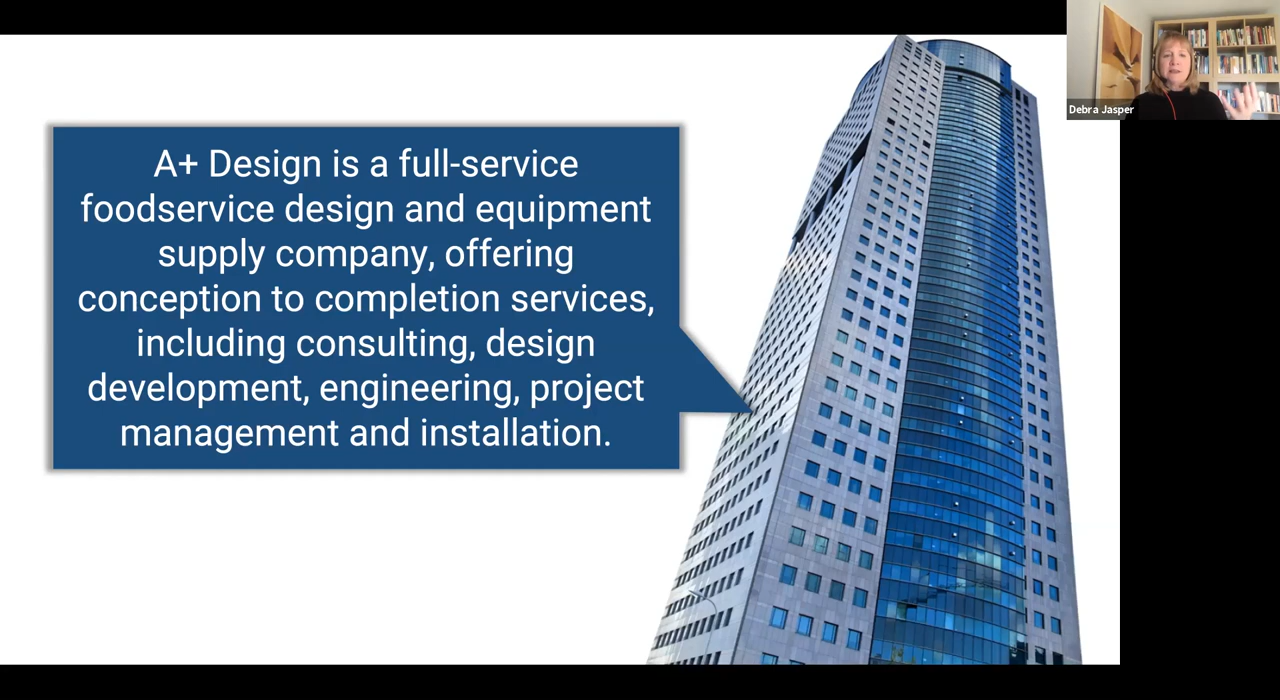 A+ Design is a full-service
foodservice design and equipment
supply company, offering
conception to completion services,
including consulting, design
development, engineering, project
management and installation.
Debra Jasper